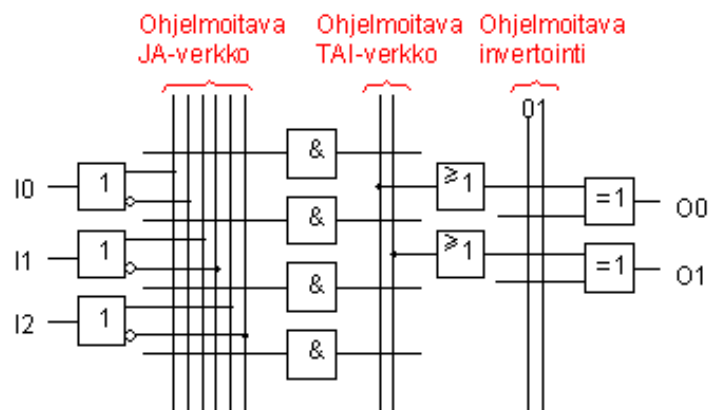 Ohjelmoitava Ohjelmoitava Ohjelmoitava
JA-verkko TAI-verkko invertointi
01
&
I0 1 ≥1 =1 O0
&
I1 1 ≥1 =1 O1
&
I2 1
&